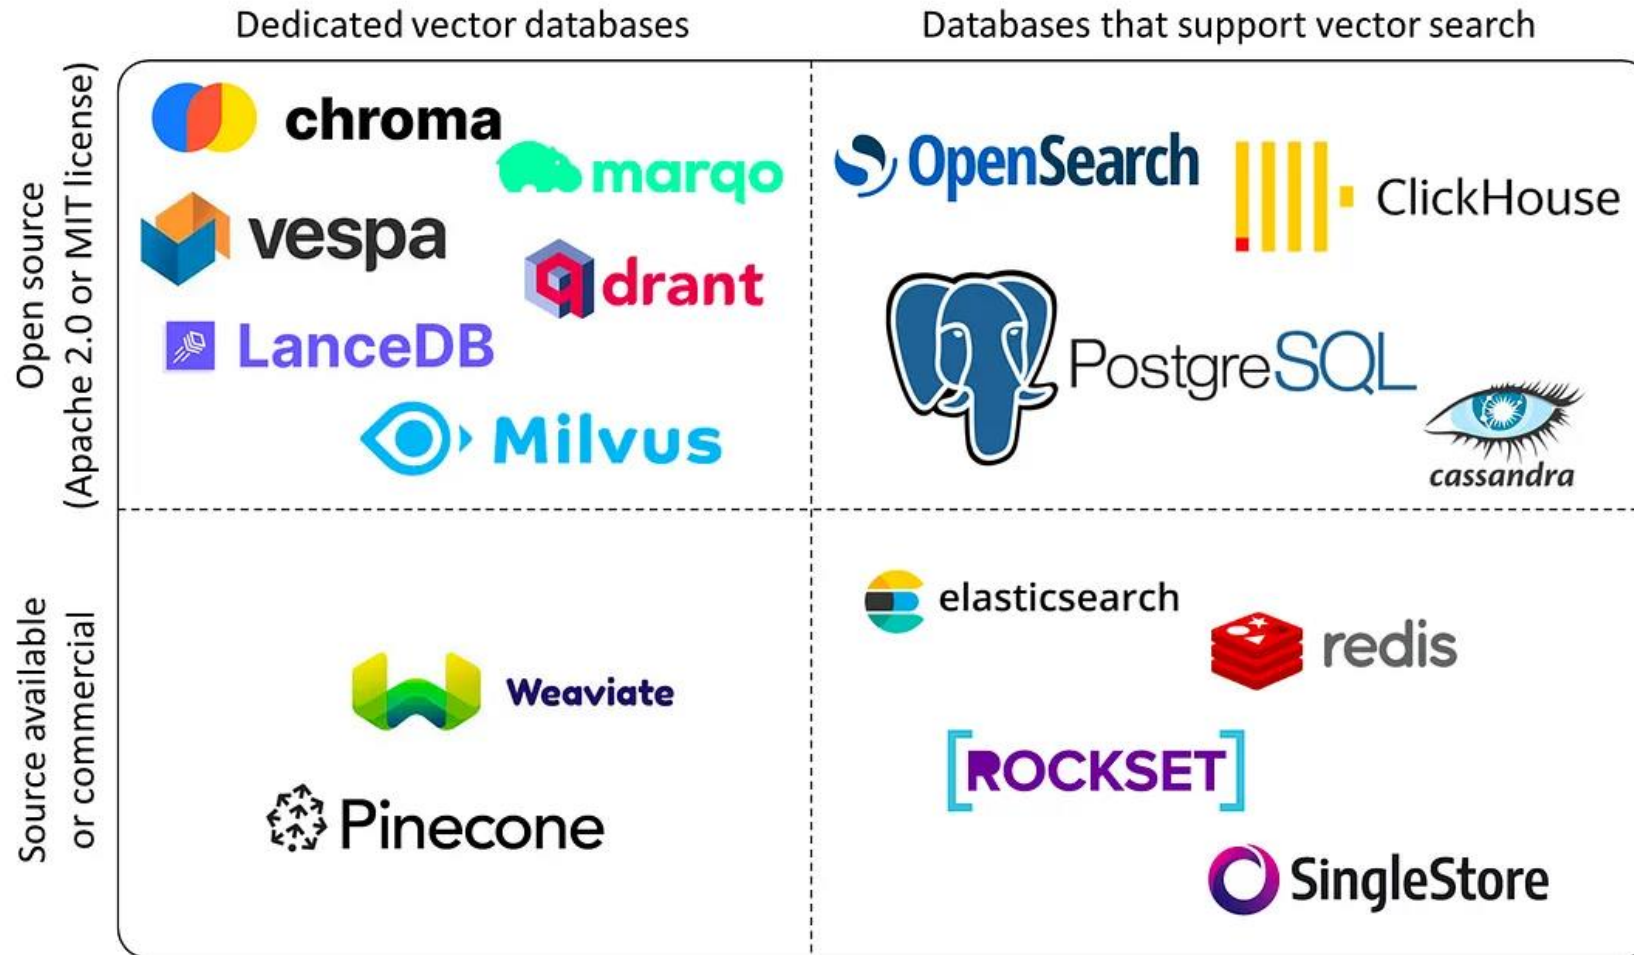 Dedicated vector databases
Databases that support vector search
Open source
(Apache 2.0 or MIT license)
chroma
marqo
vespa
qdrant
LanceDB
Milvus
OpenSearch
ClickHouse
PostgreSQL
cassandra
Source available
or commercial
Weaviate
Pinecone
elasticsearch
redis
ROCKSET
SingleStore